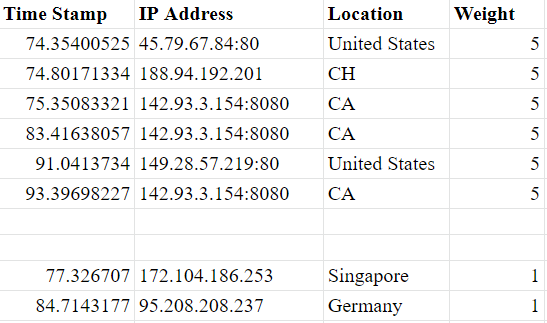 Time Stamp IP Address Location Weight
74.35400525 45.79.67.84:80 United States 5
74.80171334 188.94.192.201 CH 5
75.35083321 142.93.3.154:8080 CA 5
83.41638057 142.93.3.154:8080 CA 5
91.0413734 149.28.57.219:80 United States 5
93.39698227 142.93.3.154:8080 CA 5
77.326707 172.104.186.253 Singapore 1
84.7143177 95.208.208.237 Germany 1